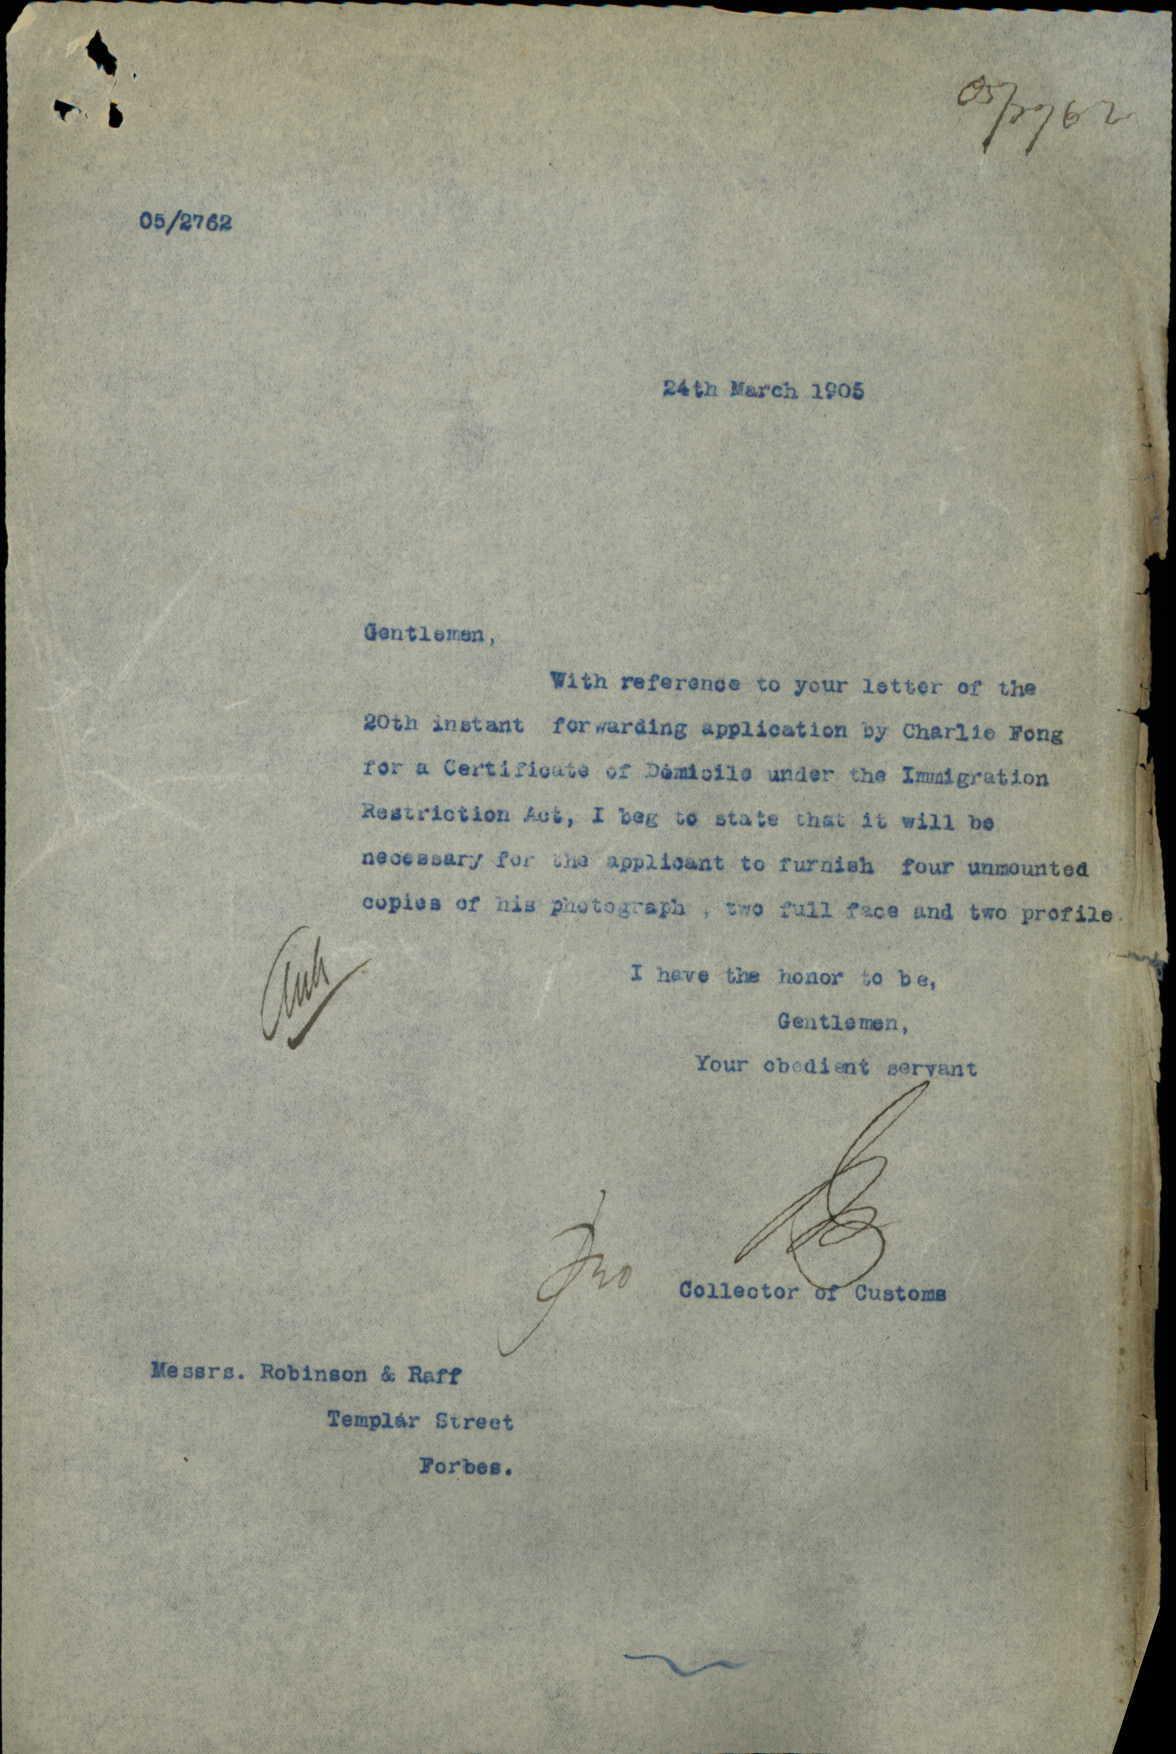 05/2762
24th March 1905
Gentlemen,
With reference to your letter of the
20th instant forwarding application by Charlie Fong
for a Certificate of Domicile under the Immigration
Restriction Act, I beg to state that it will be
necessary for the applicant to furnish four unmounted
copies of his photograph , two full face and two profile.
I have the honor to be,
Gentlemen,
Your obedient servant
Collector of Customs
Messrs. Robinson & Raff
Templar Street
Forbes.